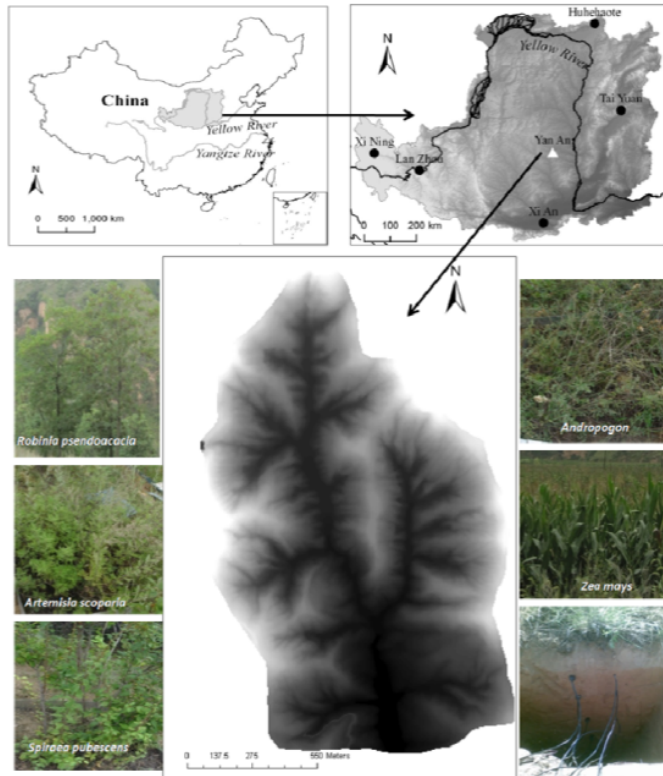 China
Yellow River
Yangize River
N
0 500 1,000 km
Huhehaote
N
Yellow River
Tai Yuan
Xi Ning
Yan An
Lan Zhou
Xi An
0 100 200 km
N
Robinia pseudoacacia
Andropogon
Artemisia scoparia
Zea mays
Spiraea pubescens
0 137.5 275 550 Meters